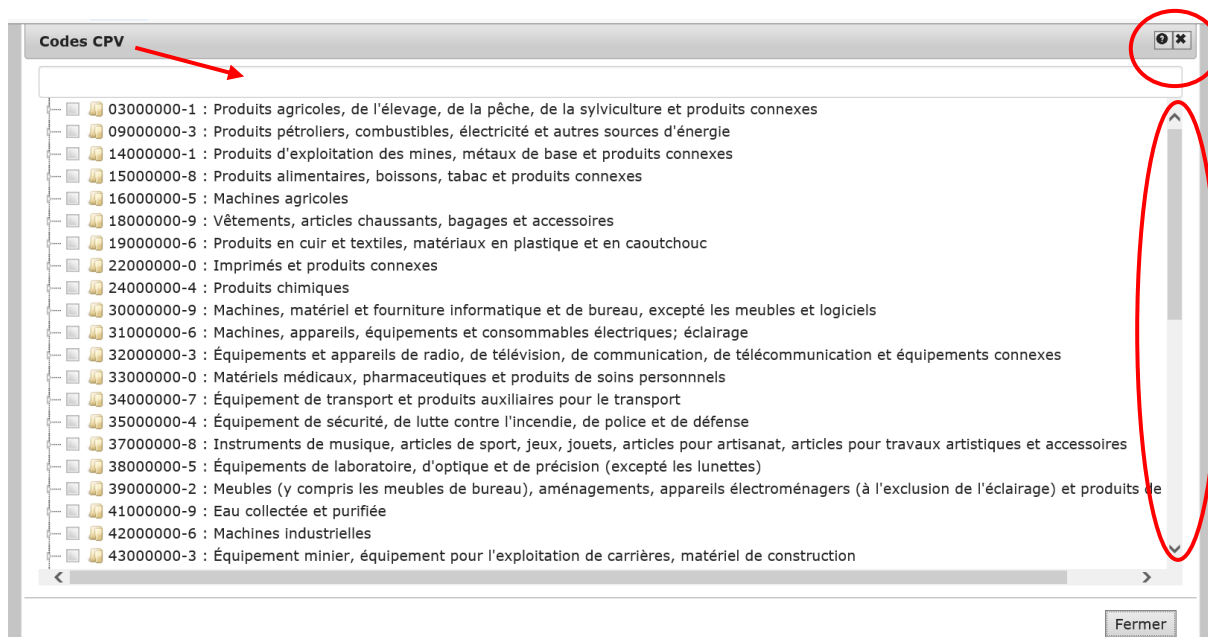 Codes CPV
03000000-1 : Produits agricoles, de l'élevage, de la pêche, de la sylviculture et produits connexes
09000000-3 : Produits pétroliers, combustibles, électricité et autres sources d'énergie
14000000-1 : Produits d'exploitation des mines, métaux de base et produits connexes
15000000-8 : Produits alimentaires, boissons, tabac et produits connexes
16000000-5 : Machines agricoles
18000000-9 : Vêtements, articles chaussants, bagages et accessoires
19000000-6 : Produits en cuir et textiles, matériaux en plastique et en caoutchouc
22000000-0 : Imprimés et produits connexes
24000000-4 : Produits chimiques
30000000-9 : Machines, matériel et fourniture informatique et de bureau, excepté les meubles et logiciels
31000000-6 : Machines, appareils, équipements et consommables électriques; éclairage
32000000-3 : Équipements et appareils de radio, de télévision, de communication, de télécommunication et équipements connexes
33000000-0 : Matériels médicaux, pharmaceutiques et produits de soins personnnels
34000000-7 : Équipement de transport et produits auxiliaires pour le transport
35000000-4 : Équipement de sécurité, de lutte contre l'incendie, de police et de défense
37000000-8 : Instruments de musique, articles de sport, jeux, jouets, articles pour artisanat, articles pour travaux artistiques et accessoires
38000000-5 : Équipements de laboratoire, d'optique et de précision (excepté les lunettes)
39000000-2 : Meubles (y compris les meubles de bureau), aménagements, appareils électroménagers (à l'exclusion de l'éclairage) et produits de
41000000-9 : Eau collectée et purifiée
42000000-6 : Machines industrielles
43000000-3 : Équipement minier, équipement pour l'exploitation de carrières, matériel de construction
Fermer